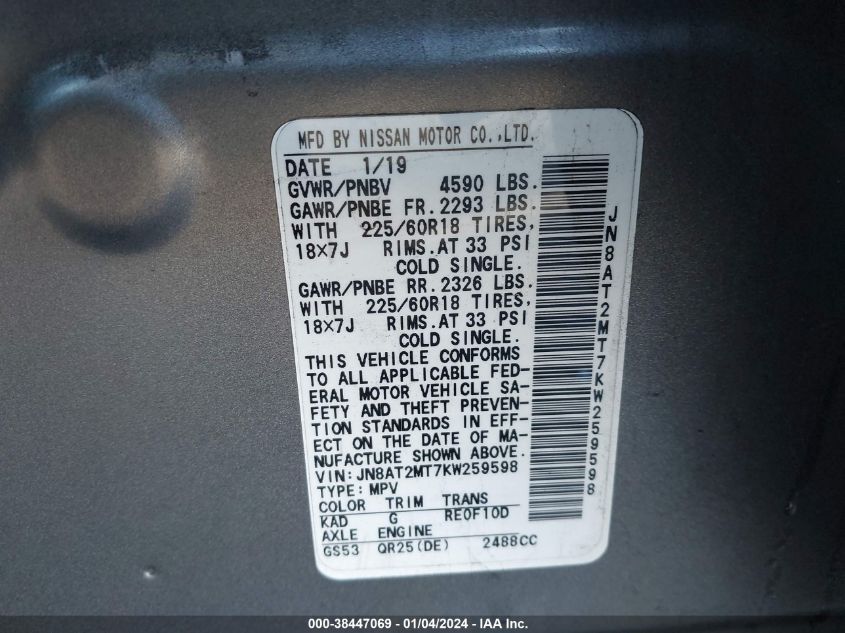 MFD BY NISSAN MOTOR CO.,LTD.
DATE 1/19
GVWR/PNBV 4590 LBS.
GAWR/PNBE FR. 2293 LBS.
WITH 225/60R18 TIRES,
18×7J RIMS.AT 33 PSI
COLD SINGLE.
GAWR/PNBE RR. 2326 LBS.
WITH 225/60R18 TIRES,
18×7J RIMS.AT 33 PSI
COLD SINGLE.
THIS VEHICLE CONFORMS
TO ALL APPLICABLE FED-
ERAL MOTOR VEHICLE SA-
FETY AND THEFT PREVEN-
TION STANDARDS IN EFF-
ECT ON THE DATE OF MA-
NUFACTURE SHOWN ABOVE.
VIN: JN8AT2MT7KW259598
TYPE: MPV
COLOR TRIM TRANS
KAD G RE0F10D
AXLE ENGINE
GS53 QR25(DE) 2488CC
JN8AT2MT7KW259598
000-38447069 - 01/04/2024 - IAA Inc.